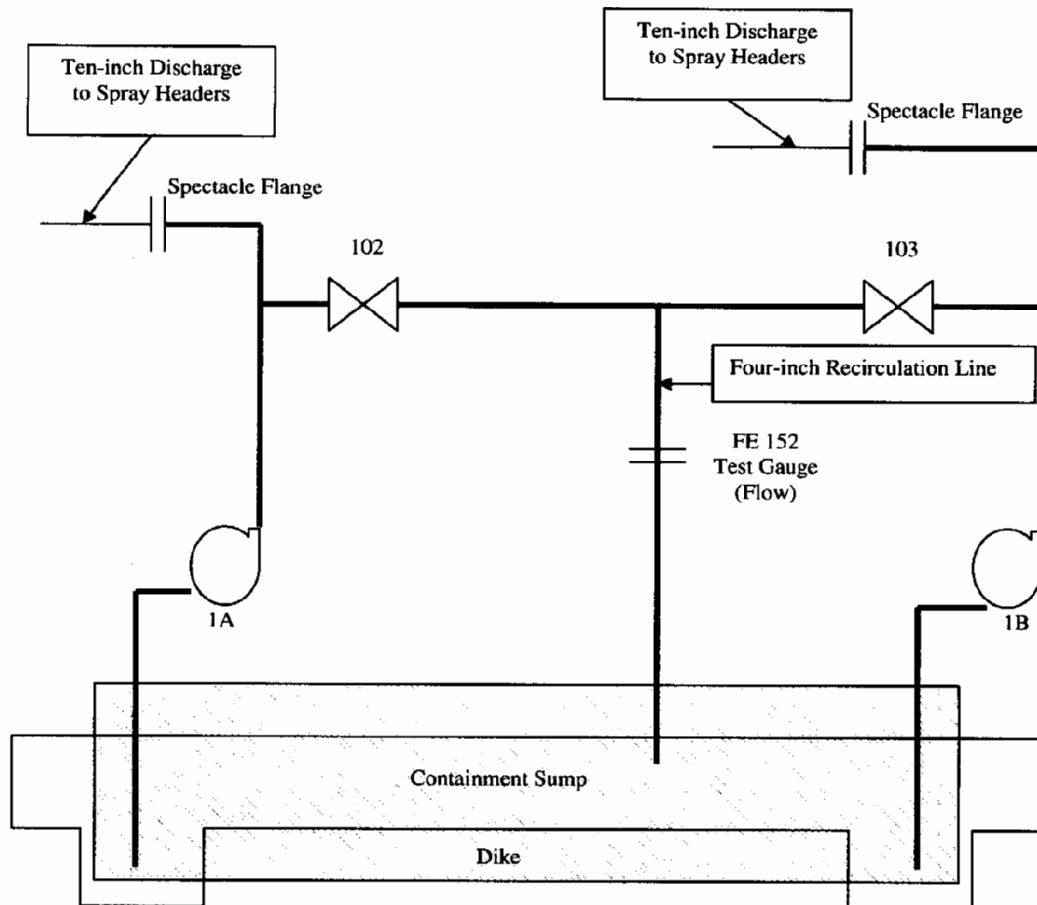 Ten-inch Discharge
to Spray Headers
Ten-inch Discharge
to Spray Headers
Spectacle Flange
Spectacle Flange
102
103
Four-inch Recirculation Line
FE 152
Test Gauge
(Flow)
1A
1B
Containment Sump
Dike